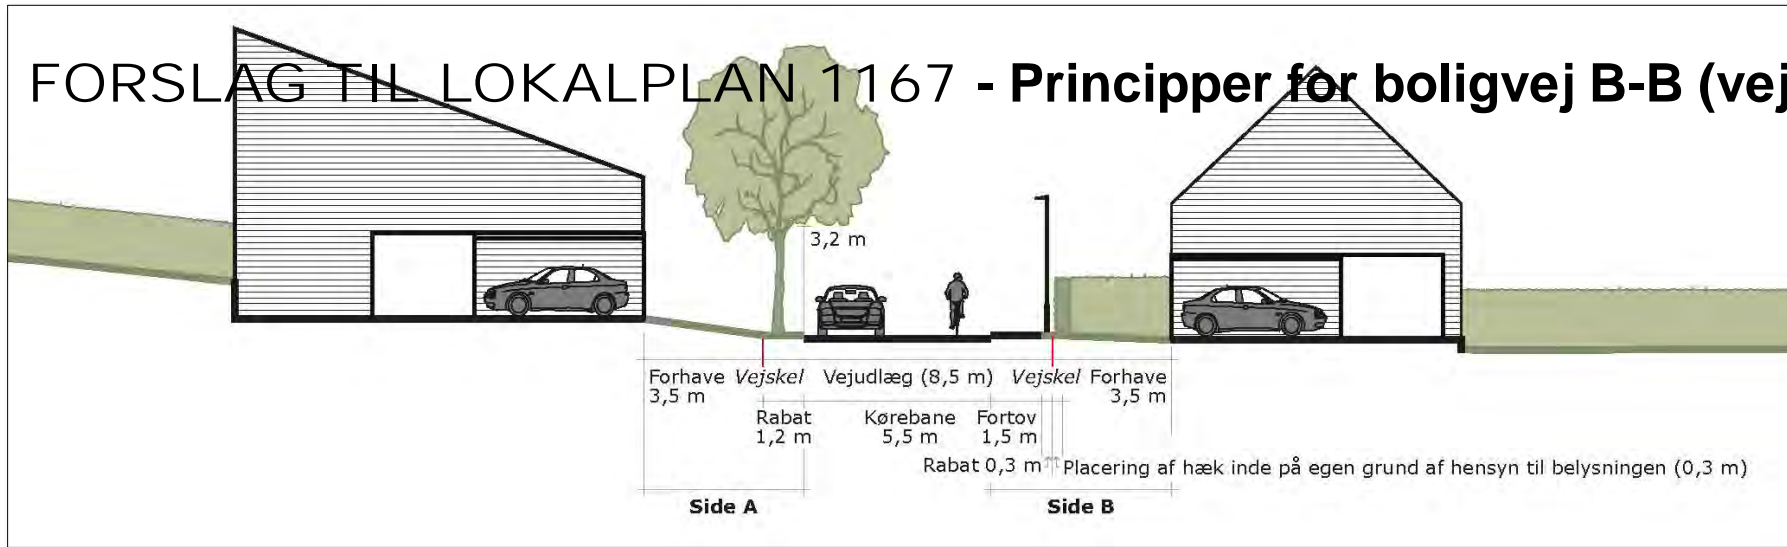 FORSLAG TIL LOKALPLAN 1167 - Principper for boligvej B-B (vej
3,2 m
Forhave Vejskel Vejudlæg (8,5 m) Vejskel Forhave
3,5 m 3,5 m
Rabat Kørebane Fortov
1,2 m 5,5 m 1,5 m
Rabat 0,3 m Placering af hæk inde på egen grund af hensyn til belysningen (0,3 m)
Side A Side B